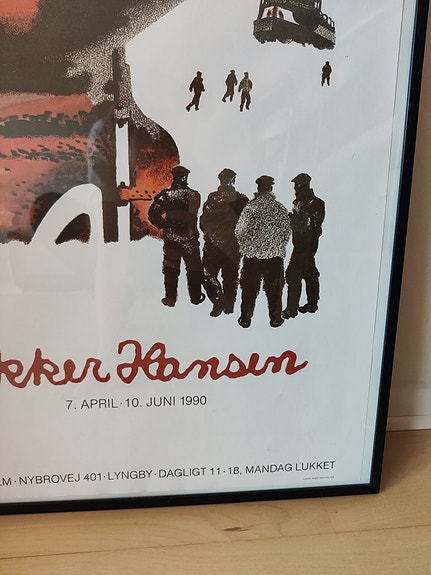 kker Hansen
7. APRIL · 10. JUNI 1990
LM · NYBROVEJ 401 · LYNGBY · DAGLIGT 11 - 18, MANDAG LUKKET